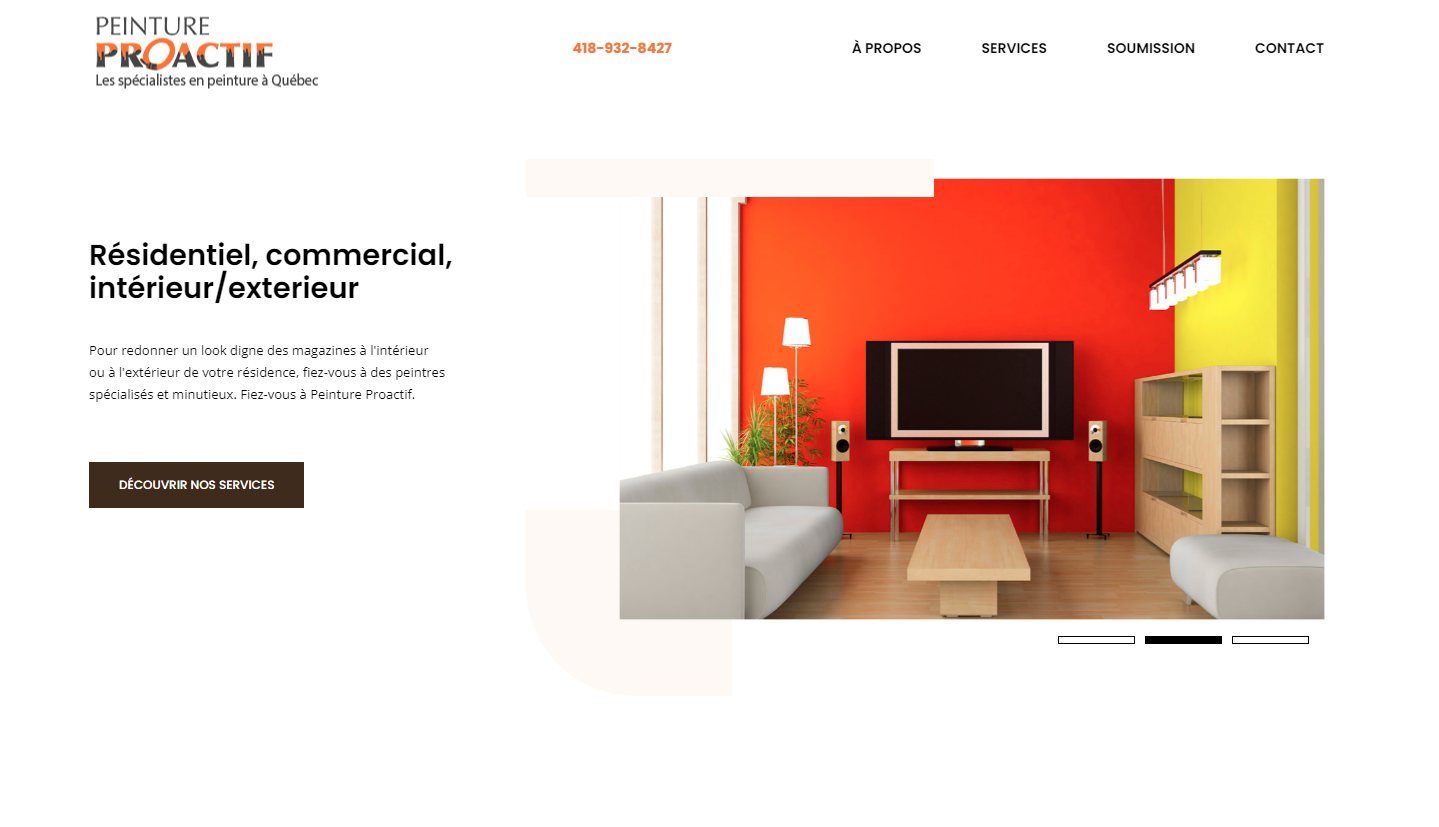 PEINTURE
PROACTIF
Les spécialistes en peinture à Québec
418-932-8427
À PROPOS
SERVICES
SOUMISSION
CONTACT
Résidentiel, commercial,
intérieur/exterieur
Pour redonner un look digne des magazines à l'intérieur
ou à l'extérieur de votre résidence, fiez-vous à des peintres
spécialisés et minutieux. Fiez-vous à Peinture Proactif.
DÉCOUVRIR NOS SERVICES